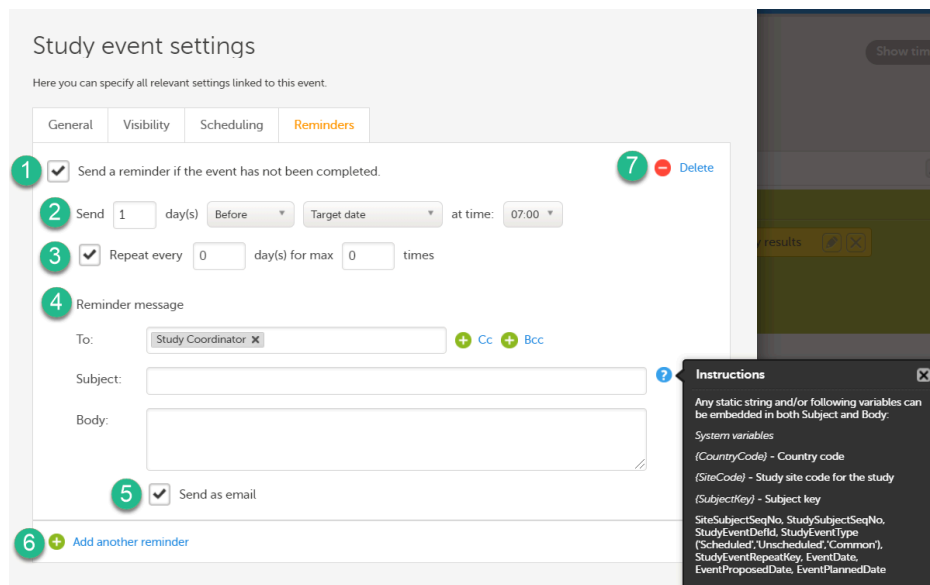 Study event settings
Show tim
Here you can specify all relevant settings linked to this event.
General Visibility Scheduling Reminders
1 Send a reminder if the event has not been completed. 7 Delete
2 Send 1 day(s) Before Target date at time: 07:00
3 Repeat every 0 day(s) for max 0 times
y results
4 Reminder message
To: Study Coordinator Cc Bcc
Subject: ?
Body:
5 Send as email
6 Add another reminder
Instructions
Any static string and/or following variables can
be embedded in both Subject and Body:
System variables
{CountryCode} - Country code
{SiteCode} - Study site code for the study
{SubjectKey} - Subject key
SiteSubjectSeqNo, StudySubjectSeqNo,
StudyEventDefId, StudyEventType
('Scheduled','Unscheduled','Common'),
StudyEventRepeatKey, EventDate,
EventProposedDate, EventPlannedDate